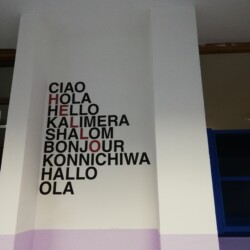 CIAO
HOLA
HELLO
KALIMERA
SHALOM
BONJOUR
KONNICHIWA
HALLO
OLA